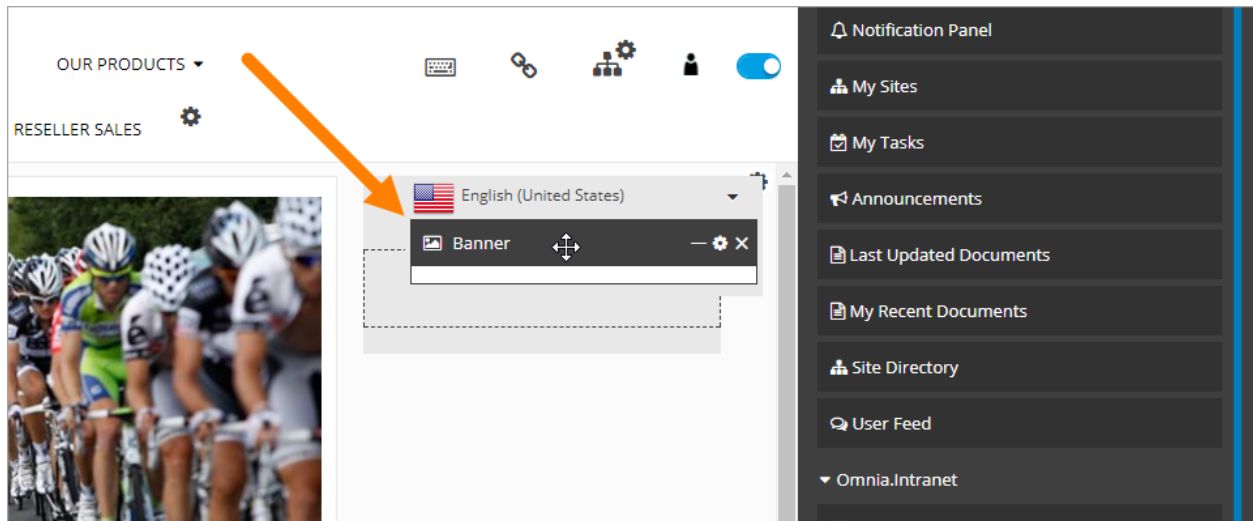 OUR PRODUCTS
RESELLER SALES
English (United States)
Banner
Notification Panel
My Sites
My Tasks
Announcements
Last Updated Documents
My Recent Documents
Site Directory
User Feed
Omnia.Intranet